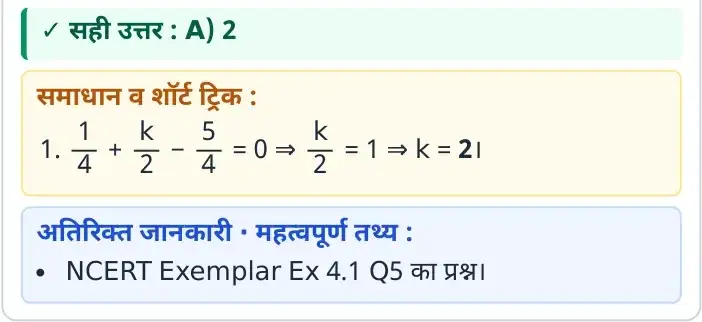 ✓ सही उत्तर : A) 2
समाधान व शॉर्ट ट्रिक :
1. 1/4 + k/2 − 5/4 = 0 ⇒ k/2 = 1 ⇒ k = 2।
अतिरिक्त जानकारी · महत्वपूर्ण तथ्य :
• NCERT Exemplar Ex 4.1 Q5 का प्रश्न।